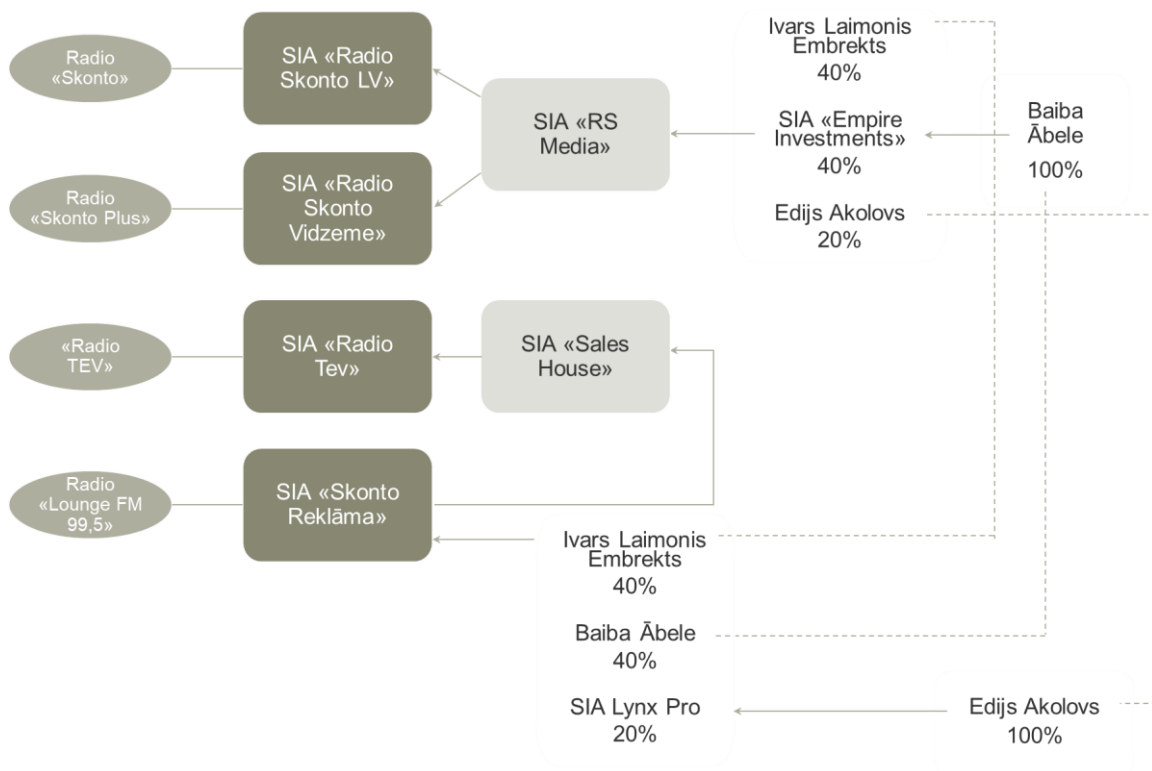 Radio
«Skonto»
SIA «Radio
Skonto LV»
Radio
«Skonto Plus»
SIA «Radio
Skonto
Vidzeme»
SIA «RS
Media»
Ivars Laimonis
Embrekts
40%
SIA «Empire
Investments»
40%
Edijs Akolovs
20%
Baiba
Ābele
100%
«Radio
TEV»
SIA «Radio
Tev»
SIA «Sales
House»
Radio
«Lounge FM
99,5»
SIA «Skonto
Reklāma»
Ivars Laimonis
Embrekts
40%
Baiba Ābele
40%
SIA Lynx Pro
20%
Edijs Akolovs
100%